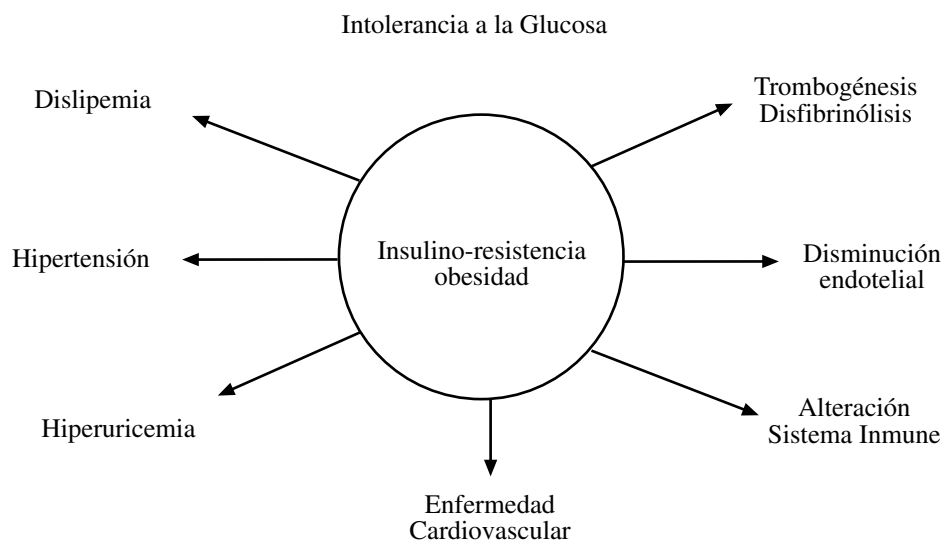 Intolerancia a la Glucosa
Dislipemia
Trombogénesis
Disfibrinólisis
Hipertensión
Insulino-resistencia
obesidad
Disminución
endotelial
Hiperuricemia
Alteración
Sistema Inmune
Enfermedad
Cardiovascular